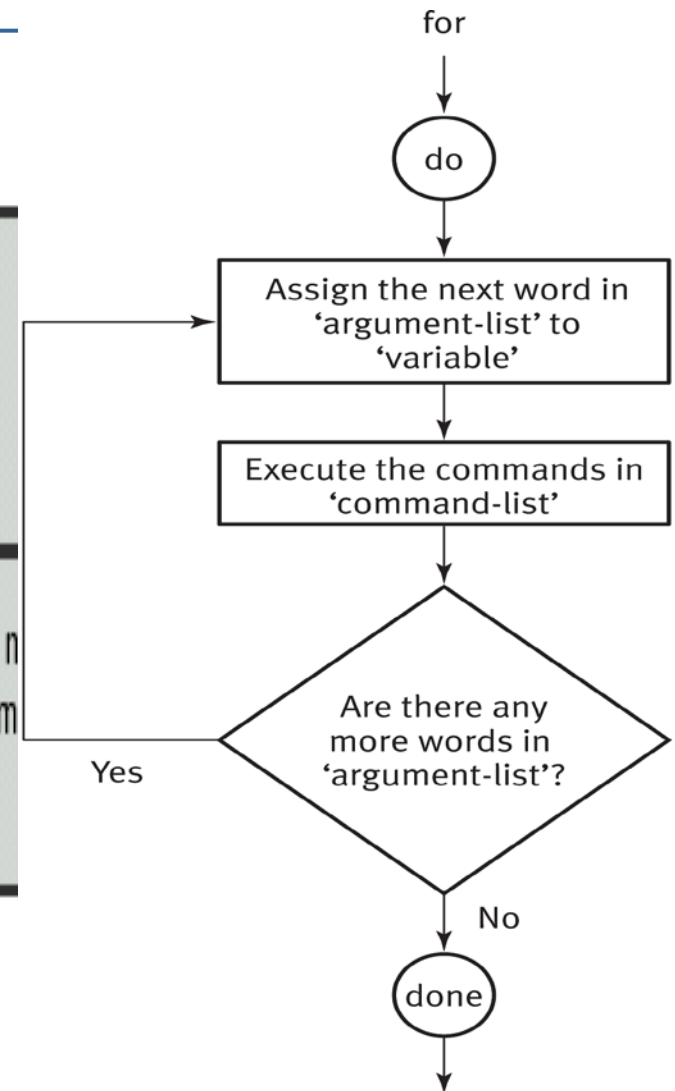 for
do
Assign the next word in
‘argument-list’ to
‘variable’
Execute the commands in
‘command-list’
Are there any
more words in
‘argument-list’?
Yes
No
done